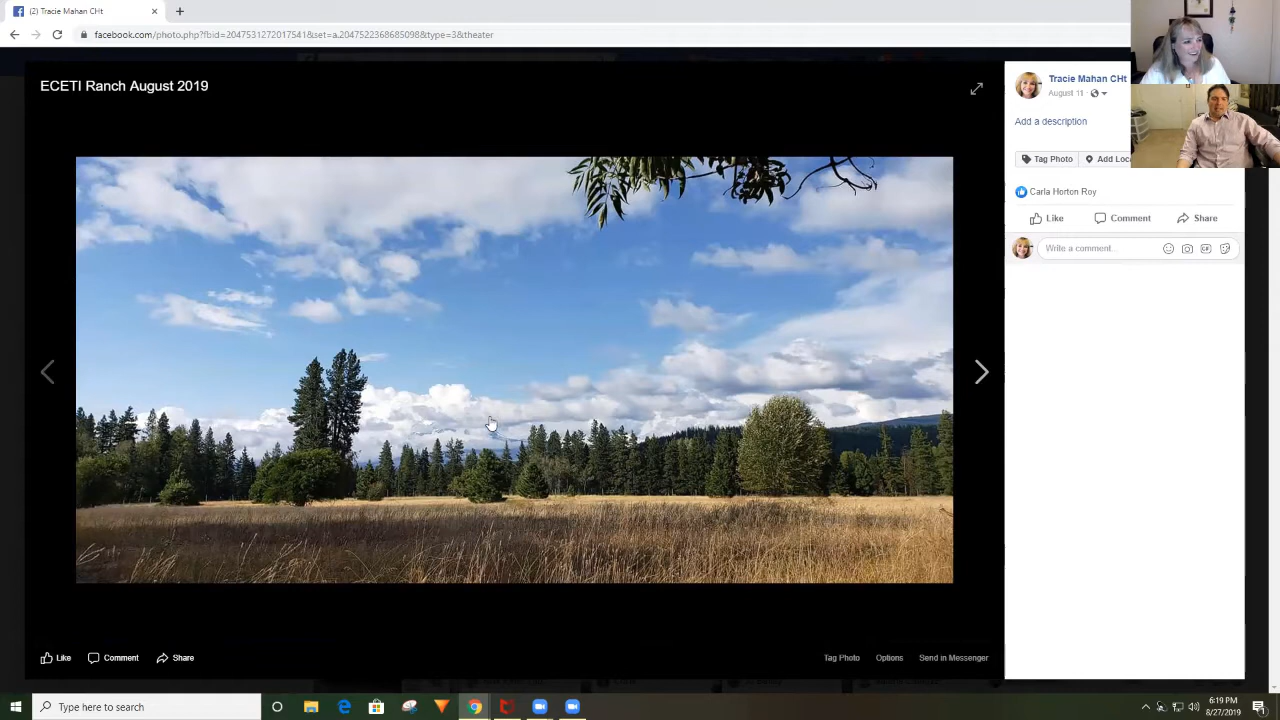 (2) Tracie Mahan CHt
facebook.com/photo.php?fbid=2047531272017541&set=a.2047522368685098&type=3&theater
ECETI Ranch August 2019
Tracie Mahan CHt
August 11 ·
Add a description
Tag Photo
Add Loca
Carla Horton Roy
Like
Comment
Share
Write a comment...
GIF
Like
Comment
Share
Tag Photo
Options
Send in Messenger
Type here to search
6:19 PM
8/27/2019